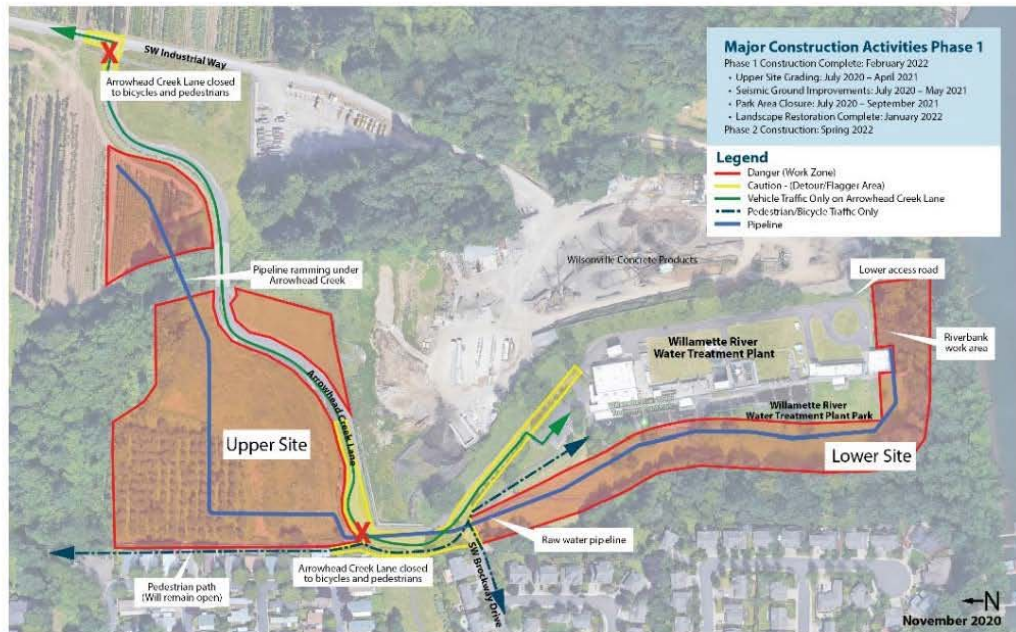 SW Industrial Way
Arrowhead Creek Lane closed
to bicycles and pedestrians
Major Construction Activities Phase 1
Phase 1 Construction Complete: February 2022
• Upper Site Grading: July 2020 – April 2021
• Seismic Ground Improvements: July 2020 – May 2021
• Park Area Closure: July 2020 – September 2021
• Landscape Restoration Complete: January 2022
Phase 2 Construction: Spring 2022
Legend
Danger (Work Zone)
Caution - (Detour/Flagger Area)
Vehicle Traffic Only on Arrowhead Creek Lane
Pedestrian/Bicycle Traffic Only
Pipeline
Pipeline ramming under
Arrowhead Creek
Wilsonville Concrete Products
Lower access road
Riverbank
work area
Willamette River
Water Treatment Plant
Willamette River
Water Treatment Plant Park
Arrowhead Creek Lane
Upper Site
Lower Site
Raw water pipeline
Arrowhead Creek Lane closed
to bicycles and pedestrians
SW Brockway Drive
Pedestrian path
(Will remain open)
N
November 2020